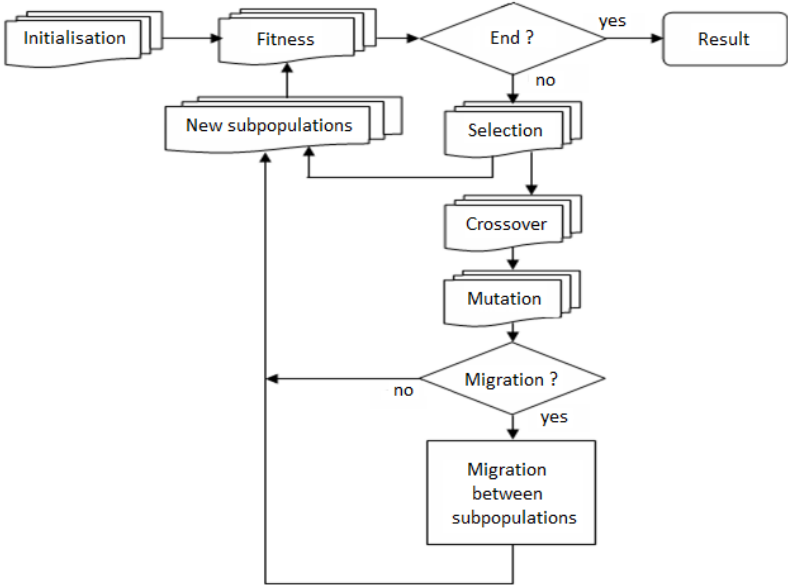 Initialisation
Fitness
End ?
yes
Result
no
New subpopulations
Selection
Crossover
Mutation
Migration ?
no
yes
Migration
between
subpopulations